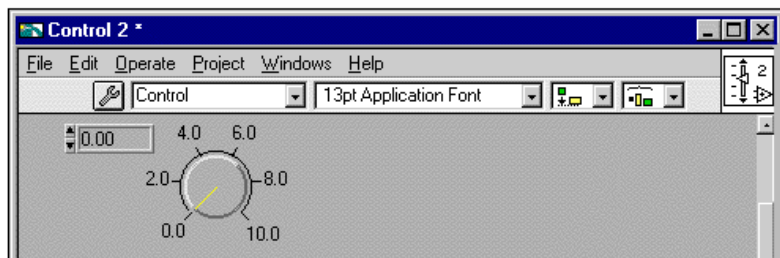 Control 2 *
File Edit Operate Project Windows Help
Control 13pt Application Font
2
0.00
4.0 6.0
2.0 8.0
0.0 10.0